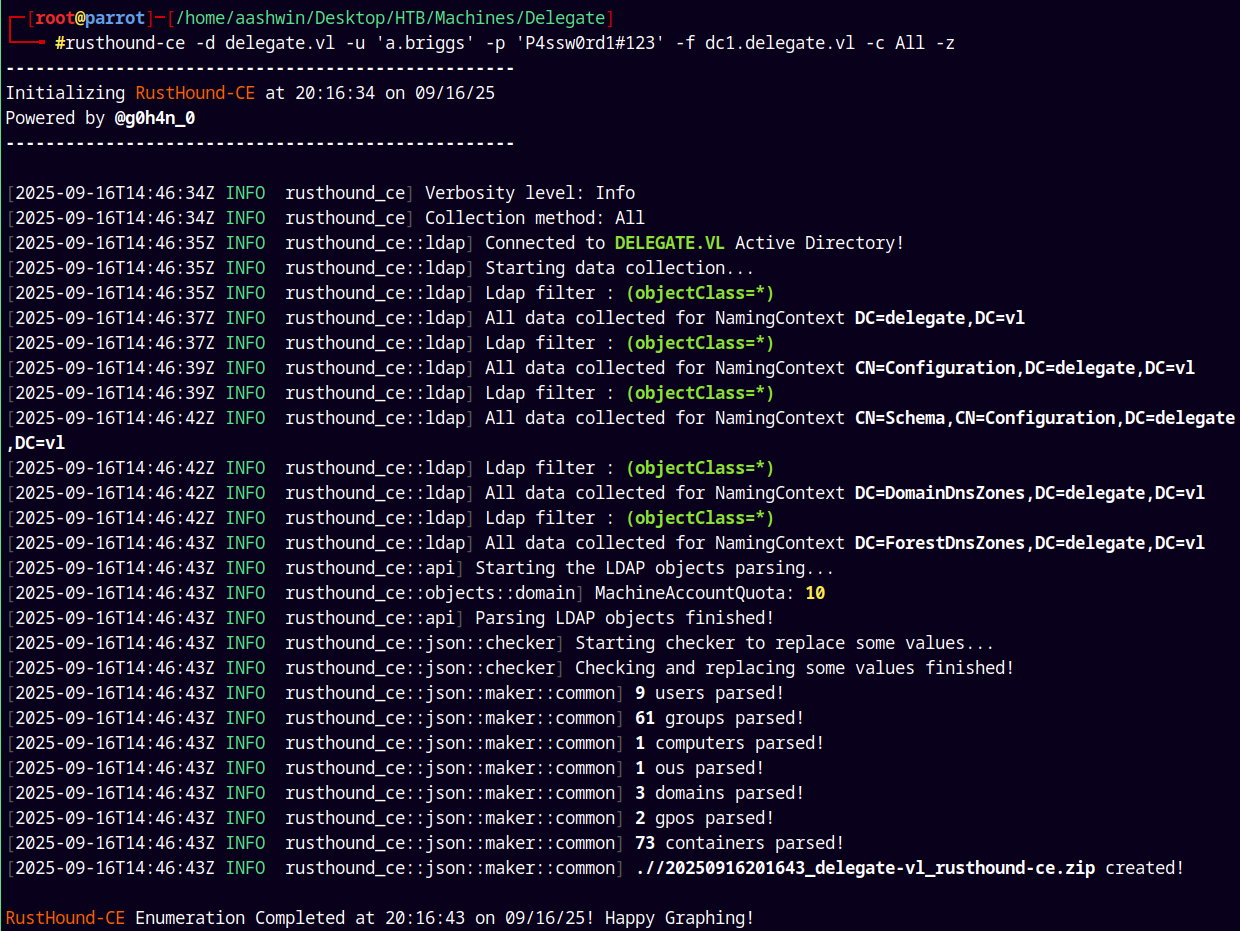 ┌─[root@parrot]─[/home/aashwin/Desktop/HTB/Machines/Delegate]
└──╼ #rusthound-ce -d delegate.vl -u 'a.briggs' -p 'P4ssw0rd1#123' -f dc1.delegate.vl -c All -z
---------------------------------------------------
Initializing RustHound-CE at 20:16:34 on 09/16/25
Powered by @g0h4n_0
---------------------------------------------------
[2025-09-16T14:46:34Z INFO  rusthound_ce] Verbosity level: Info
[2025-09-16T14:46:34Z INFO  rusthound_ce] Collection method: All
[2025-09-16T14:46:35Z INFO  rusthound_ce::ldap] Connected to DELEGATE.VL Active Directory!
[2025-09-16T14:46:35Z INFO  rusthound_ce::ldap] Starting data collection...
[2025-09-16T14:46:35Z INFO  rusthound_ce::ldap] Ldap filter : (objectClass=*)
[2025-09-16T14:46:37Z INFO  rusthound_ce::ldap] All data collected for NamingContext DC=delegate,DC=vl
[2025-09-16T14:46:37Z INFO  rusthound_ce::ldap] Ldap filter : (objectClass=*)
[2025-09-16T14:46:39Z INFO  rusthound_ce::ldap] All data collected for NamingContext CN=Configuration,DC=delegate,DC=vl
[2025-09-16T14:46:39Z INFO  rusthound_ce::ldap] Ldap filter : (objectClass=*)
[2025-09-16T14:46:42Z INFO  rusthound_ce::ldap] All data collected for NamingContext CN=Schema,CN=Configuration,DC=delegate
,DC=vl
[2025-09-16T14:46:42Z INFO  rusthound_ce::ldap] Ldap filter : (objectClass=*)
[2025-09-16T14:46:42Z INFO  rusthound_ce::ldap] All data collected for NamingContext DC=DomainDnsZones,DC=delegate,DC=vl
[2025-09-16T14:46:42Z INFO  rusthound_ce::ldap] Ldap filter : (objectClass=*)
[2025-09-16T14:46:43Z INFO  rusthound_ce::ldap] All data collected for NamingContext DC=ForestDnsZones,DC=delegate,DC=vl
[2025-09-16T14:46:43Z INFO  rusthound_ce::api] Starting the LDAP objects parsing...
[2025-09-16T14:46:43Z INFO  rusthound_ce::objects::domain] MachineAccountQuota: 10
[2025-09-16T14:46:43Z INFO  rusthound_ce::api] Parsing LDAP objects finished!
[2025-09-16T14:46:43Z INFO  rusthound_ce::json::checker] Starting checker to replace some values...
[2025-09-16T14:46:43Z INFO  rusthound_ce::json::checker] Checking and replacing some values finished!
[2025-09-16T14:46:43Z INFO  rusthound_ce::json::maker::common] 9 users parsed!
[2025-09-16T14:46:43Z INFO  rusthound_ce::json::maker::common] 61 groups parsed!
[2025-09-16T14:46:43Z INFO  rusthound_ce::json::maker::common] 1 computers parsed!
[2025-09-16T14:46:43Z INFO  rusthound_ce::json::maker::common] 1 ous parsed!
[2025-09-16T14:46:43Z INFO  rusthound_ce::json::maker::common] 3 domains parsed!
[2025-09-16T14:46:43Z INFO  rusthound_ce::json::maker::common] 2 gpos parsed!
[2025-09-16T14:46:43Z INFO  rusthound_ce::json::maker::common] 73 containers parsed!
[2025-09-16T14:46:43Z INFO  rusthound_ce::json::maker::common] .//20250916201643_delegate-vl_rusthound-ce.zip created!
RustHound-CE Enumeration Completed at 20:16:43 on 09/16/25! Happy Graphing!